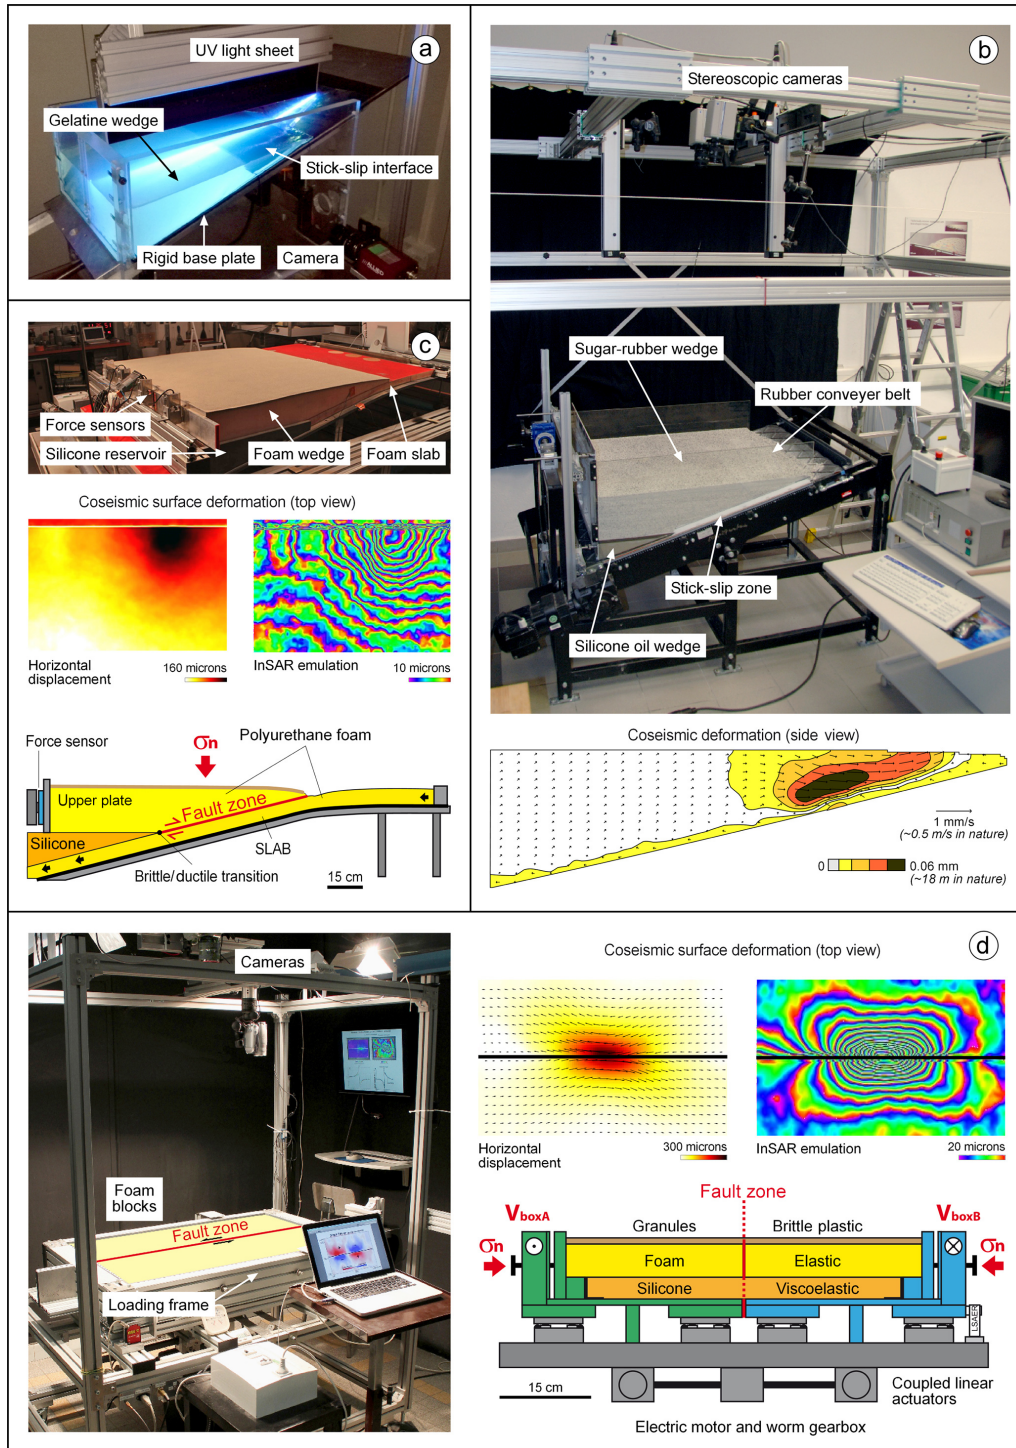 a
UV light sheet
Gelatine wedge
Stick-slip interface
Rigid base plate
Camera
b
Stereoscopic cameras
Sugar-rubber wedge
Rubber conveyer belt
Stick-slip zone
Silicone oil wedge
Coseismic deformation (side view)
1 mm/s
(~0.5 m/s in nature)
0
0.06 mm
(~18 m in nature)
c
Force sensors
Silicone reservoir
Foam wedge
Foam slab
Coseismic surface deformation (top view)
Horizontal
displacement
160 microns
InSAR emulation
10 microns
Force sensor
σn
Polyurethane foam
Upper plate
Fault zone
Silicone
SLAB
Brittle/ductile transition
15 cm
d
Cameras
Foam
blocks
Fault zone
Loading frame
Coseismic surface deformation (top view)
Horizontal
displacement
300 microns
InSAR emulation
20 microns
Fault zone
VboxA
Granules
Brittle plastic
VboxB
σn
Foam
Elastic
σn
Silicone
Viscoelastic
LSAER
15 cm
Coupled linear
actuators
Electric motor and worm gearbox